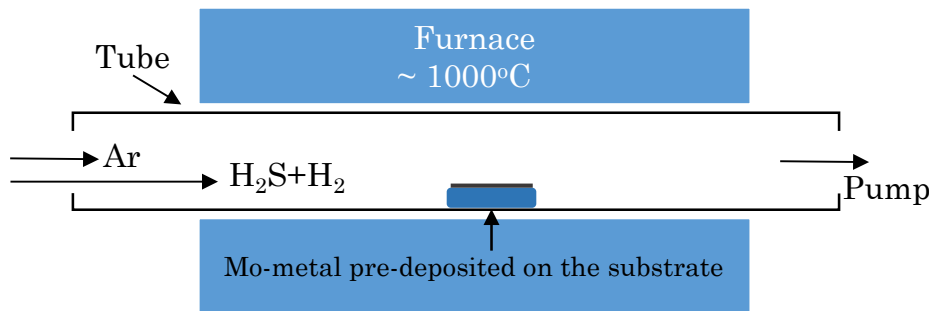 Furnace
~ 1000°C
Tube
Ar
H₂S+H₂
Pump
Mo-metal pre-deposited on the substrate